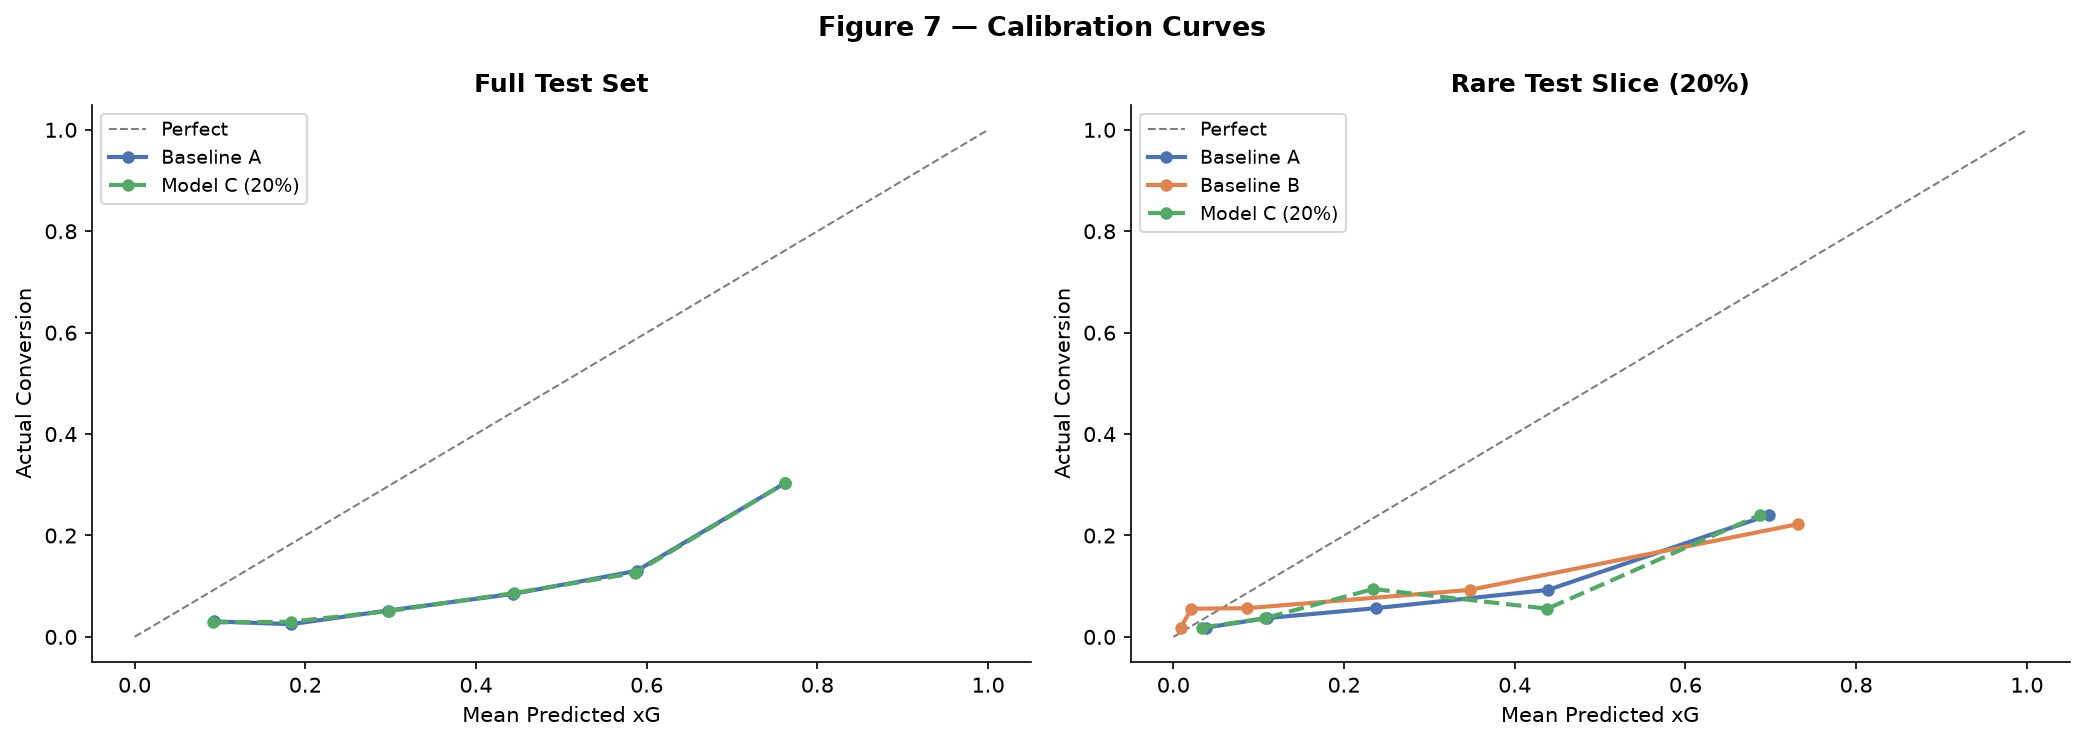 Figure 7 — Calibration Curves
Full Test Set
Perfect
Baseline A
Model C (20%)
1.0
0.8
0.6
0.4
0.2
0.0
Actual Conversion
0.0 0.2 0.4 0.6 0.8 1.0
Mean Predicted xG
Rare Test Slice (20%)
Perfect
Baseline A
Baseline B
Model C (20%)
1.0
0.8
0.6
0.4
0.2
0.0
Actual Conversion
0.0 0.2 0.4 0.6 0.8 1.0
Mean Predicted xG